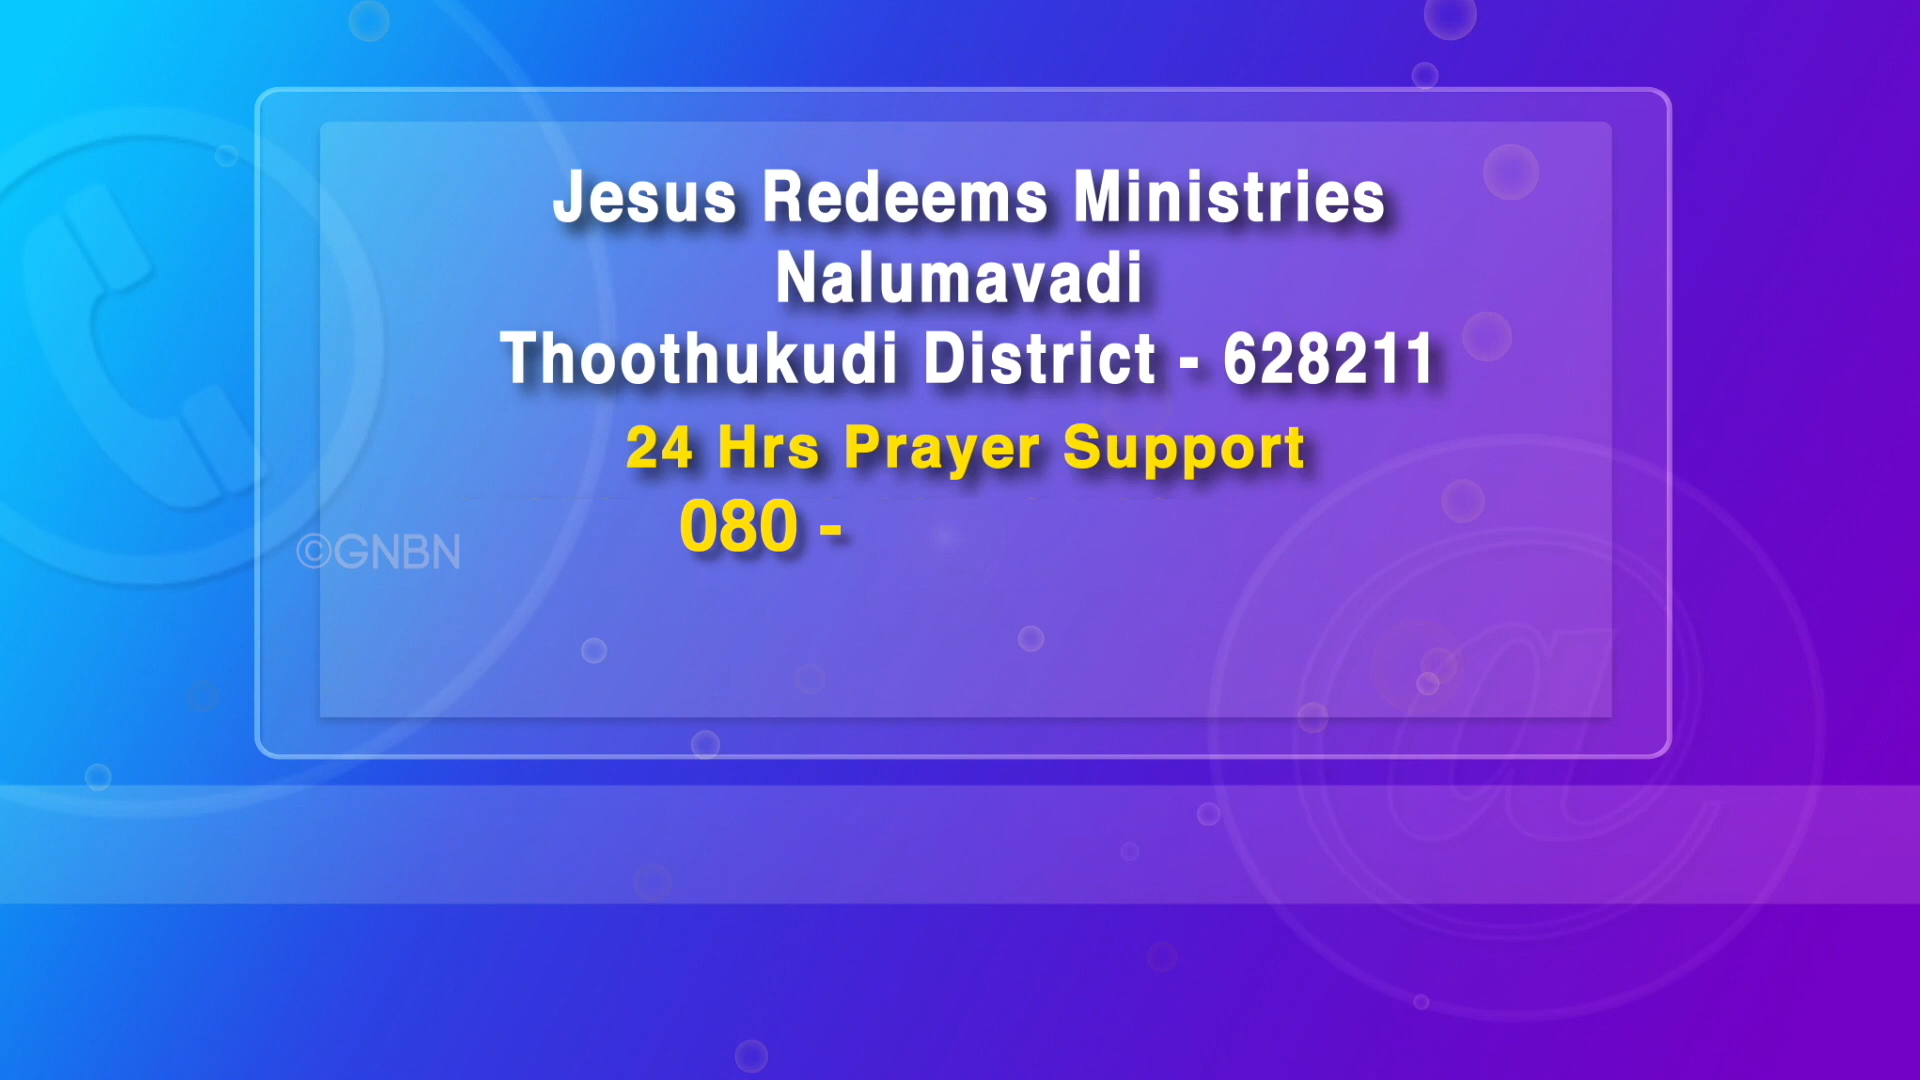 Jesus Redeems Ministries
Nalumavadi
Thoothukudi District - 628211
24 Hrs Prayer Support
080 -
©GNBN